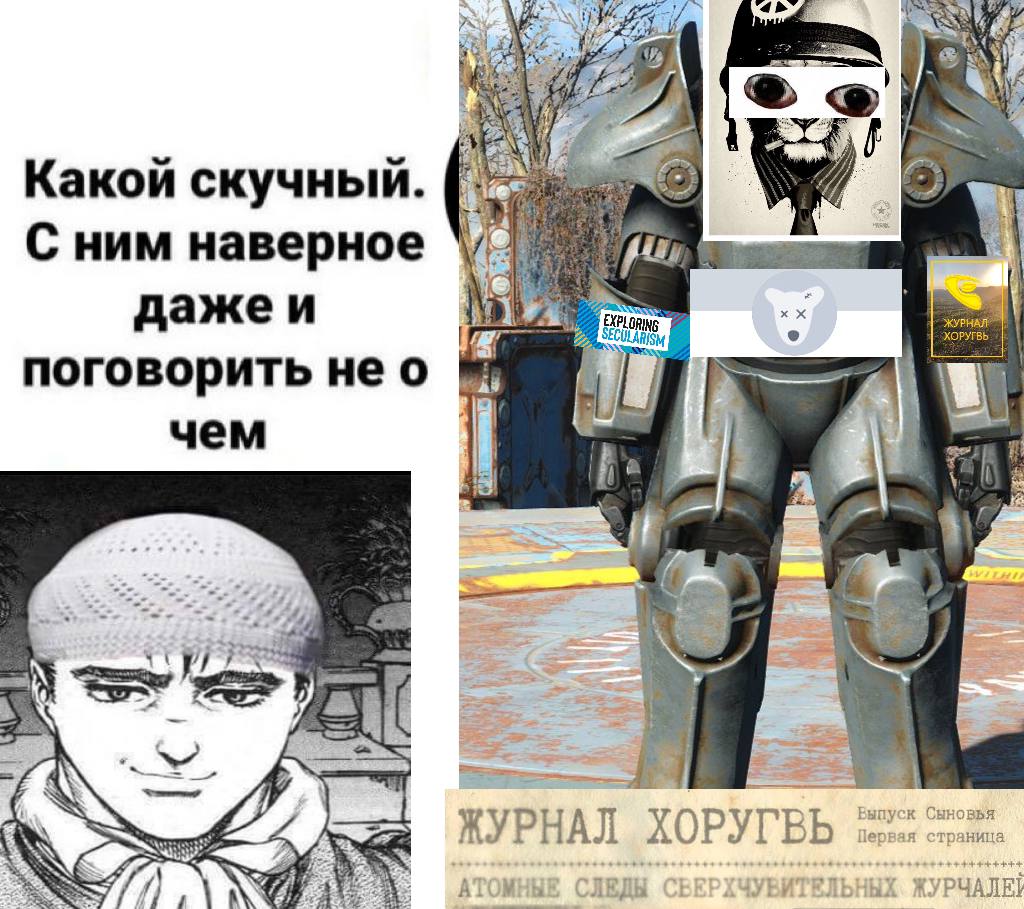 Какой скучный.
С ним наверное
даже и
поговорить не о
чем
EXPLORING
SECULARISM
ЖУРНАЛ
ХОРУГВЬ
ЖУРНАЛ ХОРУГВЬ
Выпуск Сыновья
Первая страница
АТОМНЫЕ СЛЕДЫ СВЕРХЧУВИТЕЛЬНЫХ ЖУРЧАЛЕЙ